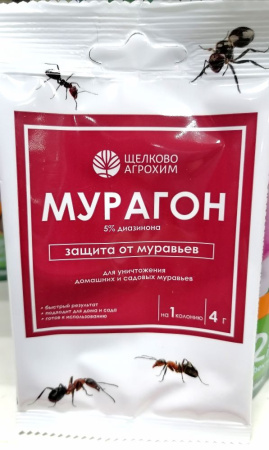 ЩЕЛКОВО
АГРОХИМ
МУРАГОН
5% диазинона
защита от муравьев
для уничтожения
домашних и садовых муравьев
• быстрый результат
• подходит для дома и сада
• готов к использованию
на 1 колонию 4 г
2